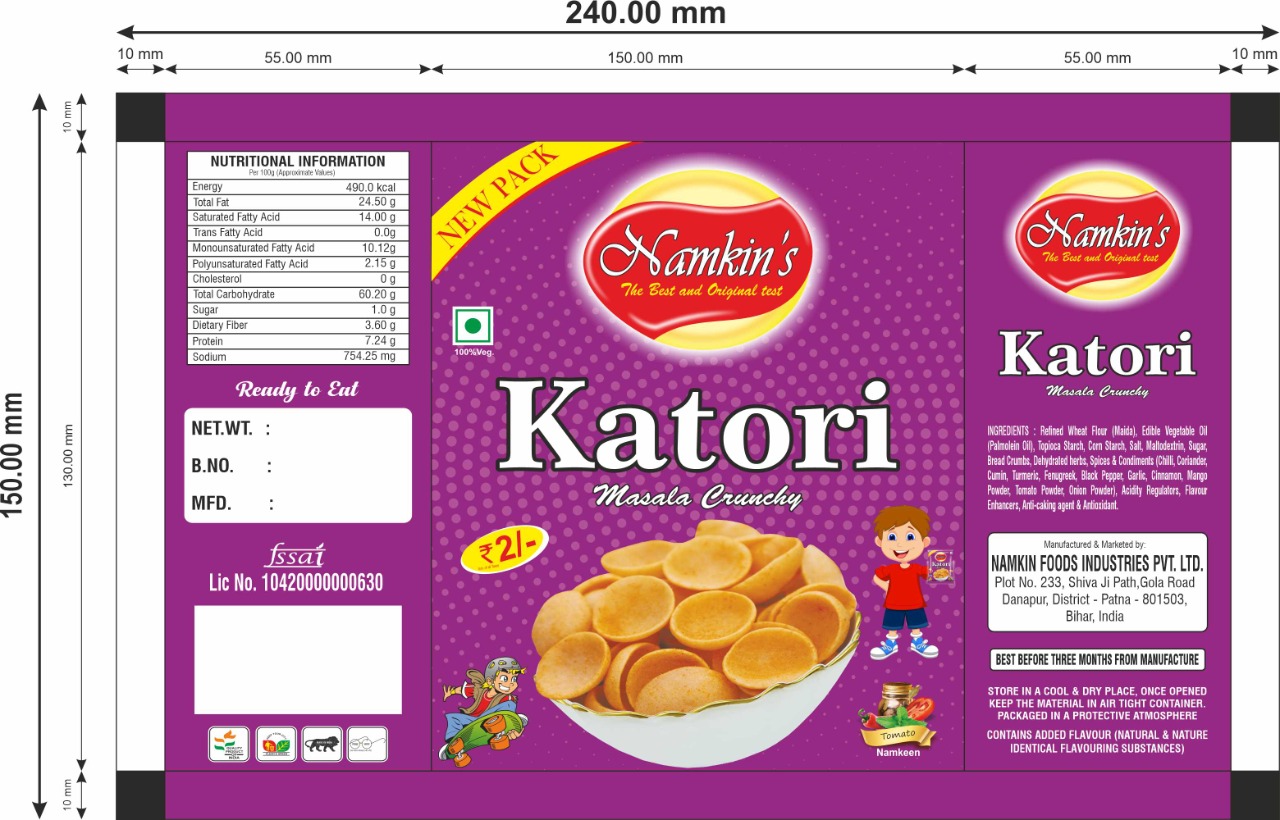 240.00 mm
10 mm
55.00 mm
150.00 mm
55.00 mm
10 mm
150.00 mm
10 mm
130.00 mm
10 mm
NUTRITIONAL INFORMATION
Per 100g (Approximate Values)
Energy 490.0 kcal
Total Fat 24.50 g
Saturated Fatty Acid 14.00 g
Trans Fatty Acid 0.0g
Monounsaturated Fatty Acid 10.12g
Polyunsaturated Fatty Acid 2.15 g
Cholesterol 0 g
Total Carbohydrate 60.20 g
Sugar 1.0 g
Dietary Fiber 3.60 g
Protein 7.24 g
Sodium 754.25 mg
Ready to Eat
NET.WT. :
B.NO. :
MFD. :
fssai
Lic No. 10420000000630
QUALITY
PRODUCT
INDIA
NEW PACK
Namkin's
The Best and Original test
100%Veg.
Katori
Masala Crunchy
₹2/-
Katori
Tomato
Namkeen
Namkin's
The Best and Original test
Katori
Masala Crunchy
INGREDIENTS : Refined Wheat Flour (Maida), Edible Vegetable Oil
(Palmolein Oil), Topioca Starch, Corn Starch, Salt, Maltodextrin, Sugar,
Bread Crumbs, Dehydrated herbs, Spices & Condiments (Chilli, Coriander,
Cumin, Turmeric, Fenugreek, Black Pepper, Garlic, Cinnamon, Mango
Powder, Tomato Powder, Onion Powder), Acidity Regulators, Flavour
Enhancers, Anti-caking agent & Antioxidant.
Manufactured & Marketed by:
NAMKIN FOODS INDUSTRIES PVT. LTD.
Plot No. 233, Shiva Ji Path,Gola Road
Danapur, District - Patna - 801503,
Bihar, India
BEST BEFORE THREE MONTHS FROM MANUFACTURE
STORE IN A COOL & DRY PLACE, ONCE OPENED
KEEP THE MATERIAL IN AIR TIGHT CONTAINER.
PACKAGED IN A PROTECTIVE ATMOSPHERE
CONTAINS ADDED FLAVOUR (NATURAL & NATURE
IDENTICAL FLAVOURING SUBSTANCES)